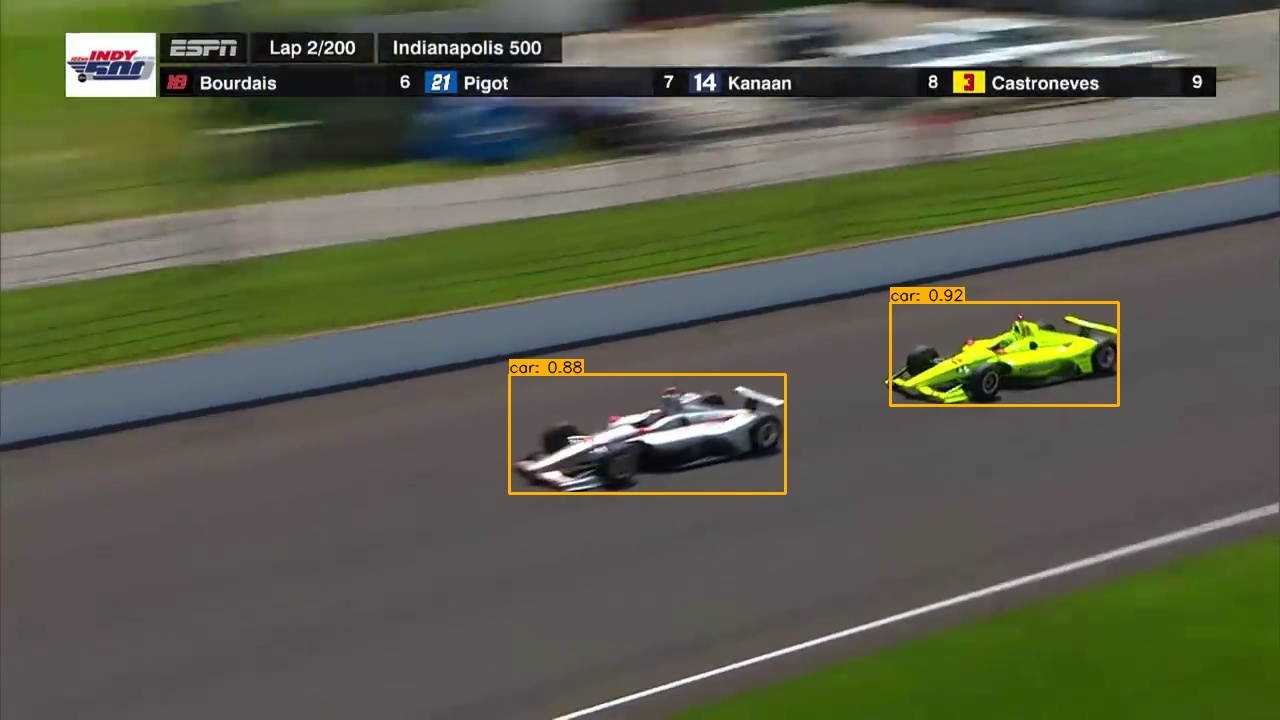 INDY
500
ESPN Lap 2/200 Indianapolis 500
18 Bourdais 6 21 Pigot 7 14 Kanaan 8 3 Castroneves 9
car: 0.92
car: 0.88